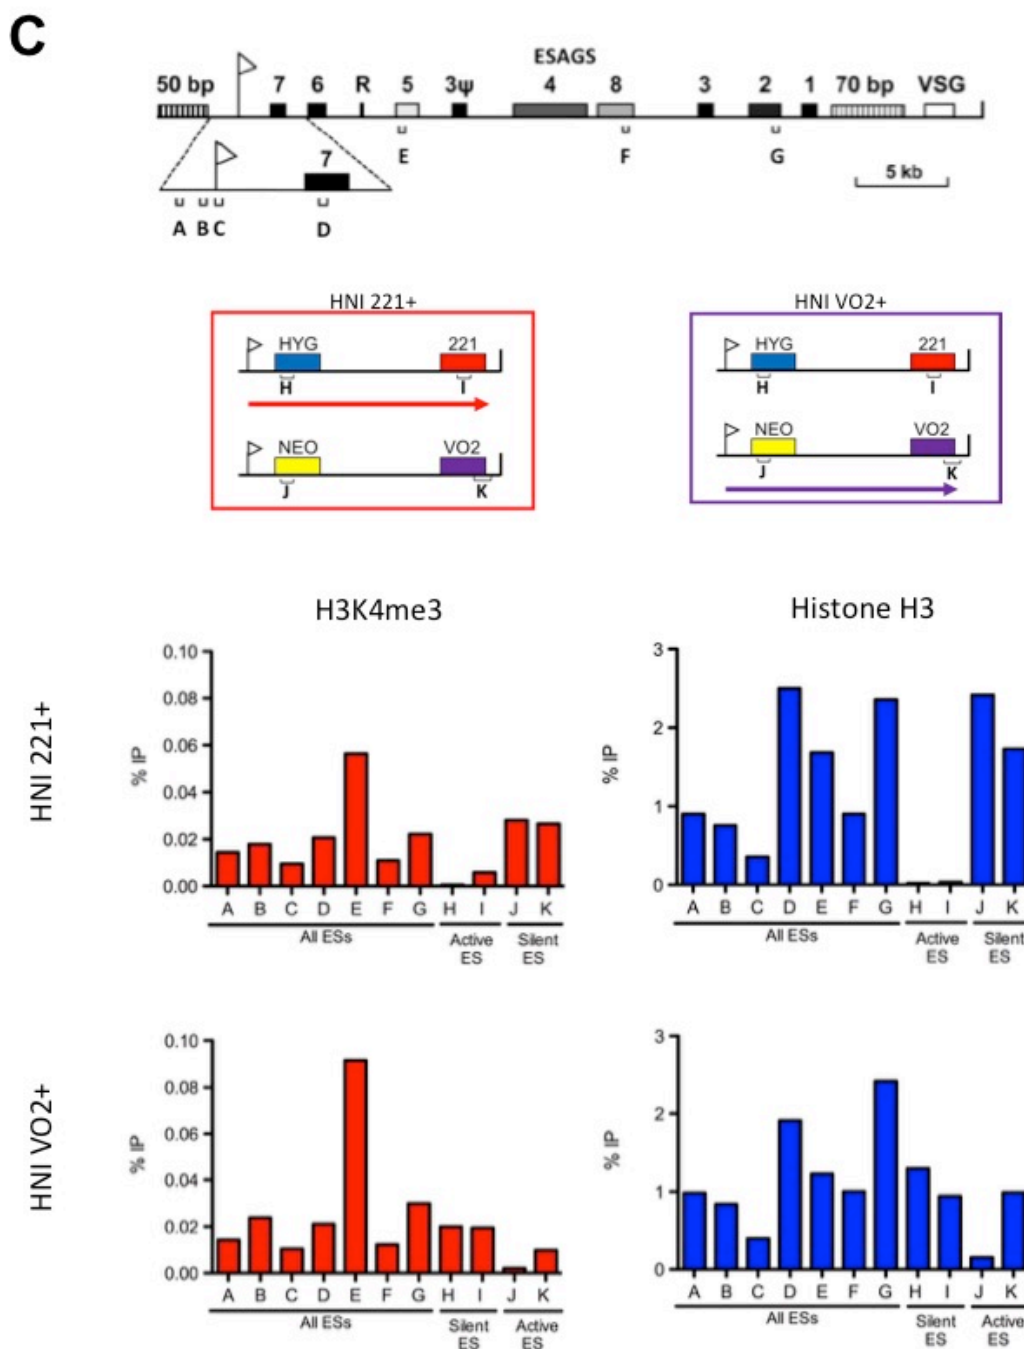 C
ESAGS
50 bp 7 6 R 5 3ψ 4 8 3 2 1 70 bp VSG
E F G
7
5 kb
A B C D
HNI 221+ HNI VO2+
HYG 221 HYG 221
H I H I
NEO VO2 NEO VO2
J K J K
H3K4me3 Histone H3
HNI 221+
0.10
0.08
0.06
0.04
0.02
0.00
% IP
A B C D E F G H I J K
All ESs Active ES Silent ES
3
2
1
0
% IP
A B C D E F G H I J K
All ESs Active ES Silent ES
HNI VO2+
0.10
0.08
0.06
0.04
0.02
0.00
% IP
A B C D E F G H I J K
All ESs Silent ES Active ES
3
2
1
0
% IP
A B C D E F G H I J K
All ESs Silent ES Active ES